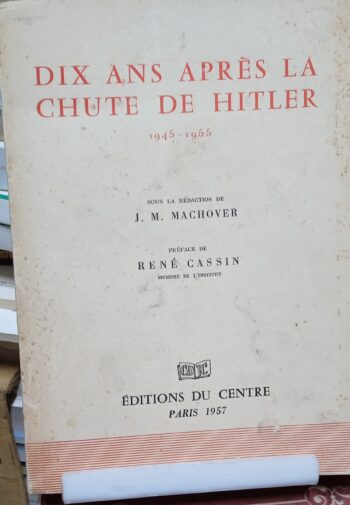 DIX ANS APRÈS LA
CHUTE DE HITLER
1945-1955
SOUS LA RÉDACTION DE
J. M. MACHOVER
PRÉFACE DE
RENÉ CASSIN
MEMBRE DE L'INSTITUT
CDJC
ÉDITIONS DU CENTRE
PARIS 1957